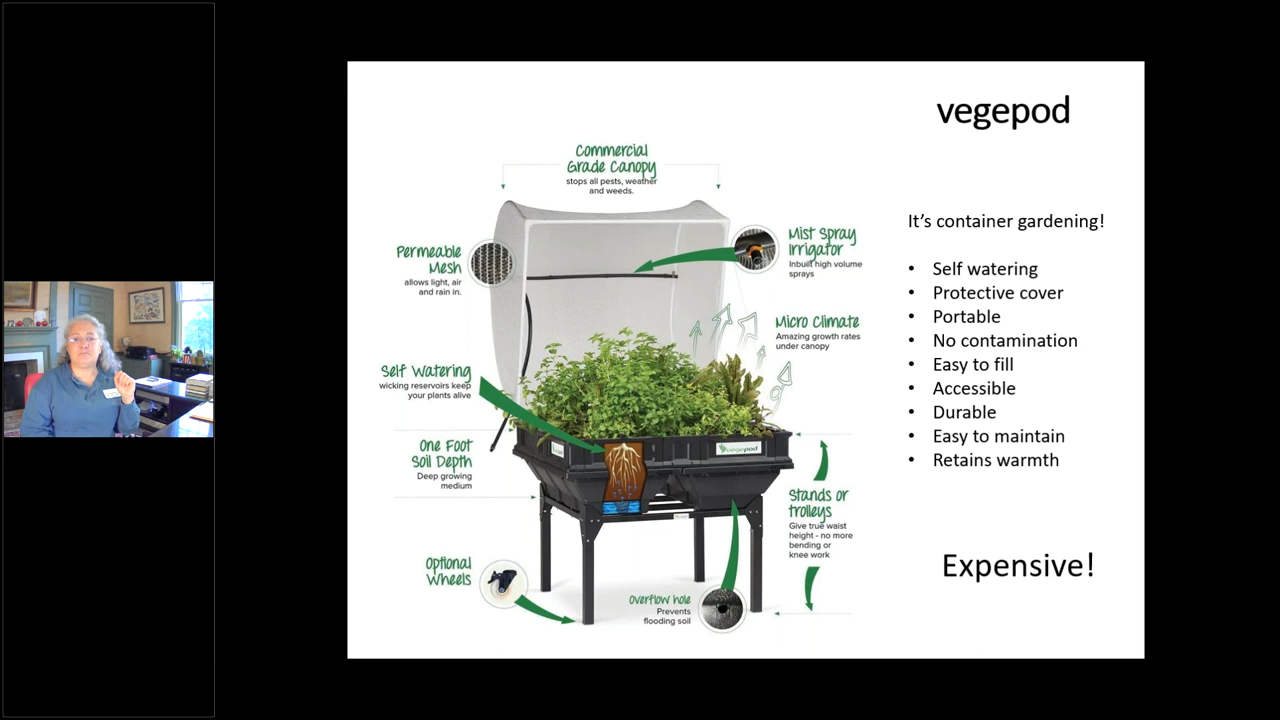 vegepod
Commercial
Grade Canopy
stops all pests, weather
and weeds.
Permeable
Mesh
allows light, air
and rain in.
Mist Spray
Irrigator
Inbuilt high volume
sprays
Micro Climate
Amazing growth rates
under canopy
Self Watering
wicking reservoirs keep
your plants alive
One Foot
Soil Depth
Deep growing
medium
vegepod
Stands or
trolleys
Give true waist
height - no more
bending or
knee work
Optional
Wheels
Overflow hole
Prevents
flooding soil
It's container gardening!
• Self watering
• Protective cover
• Portable
• No contamination
• Easy to fill
• Accessible
• Durable
• Easy to maintain
• Retains warmth
Expensive!